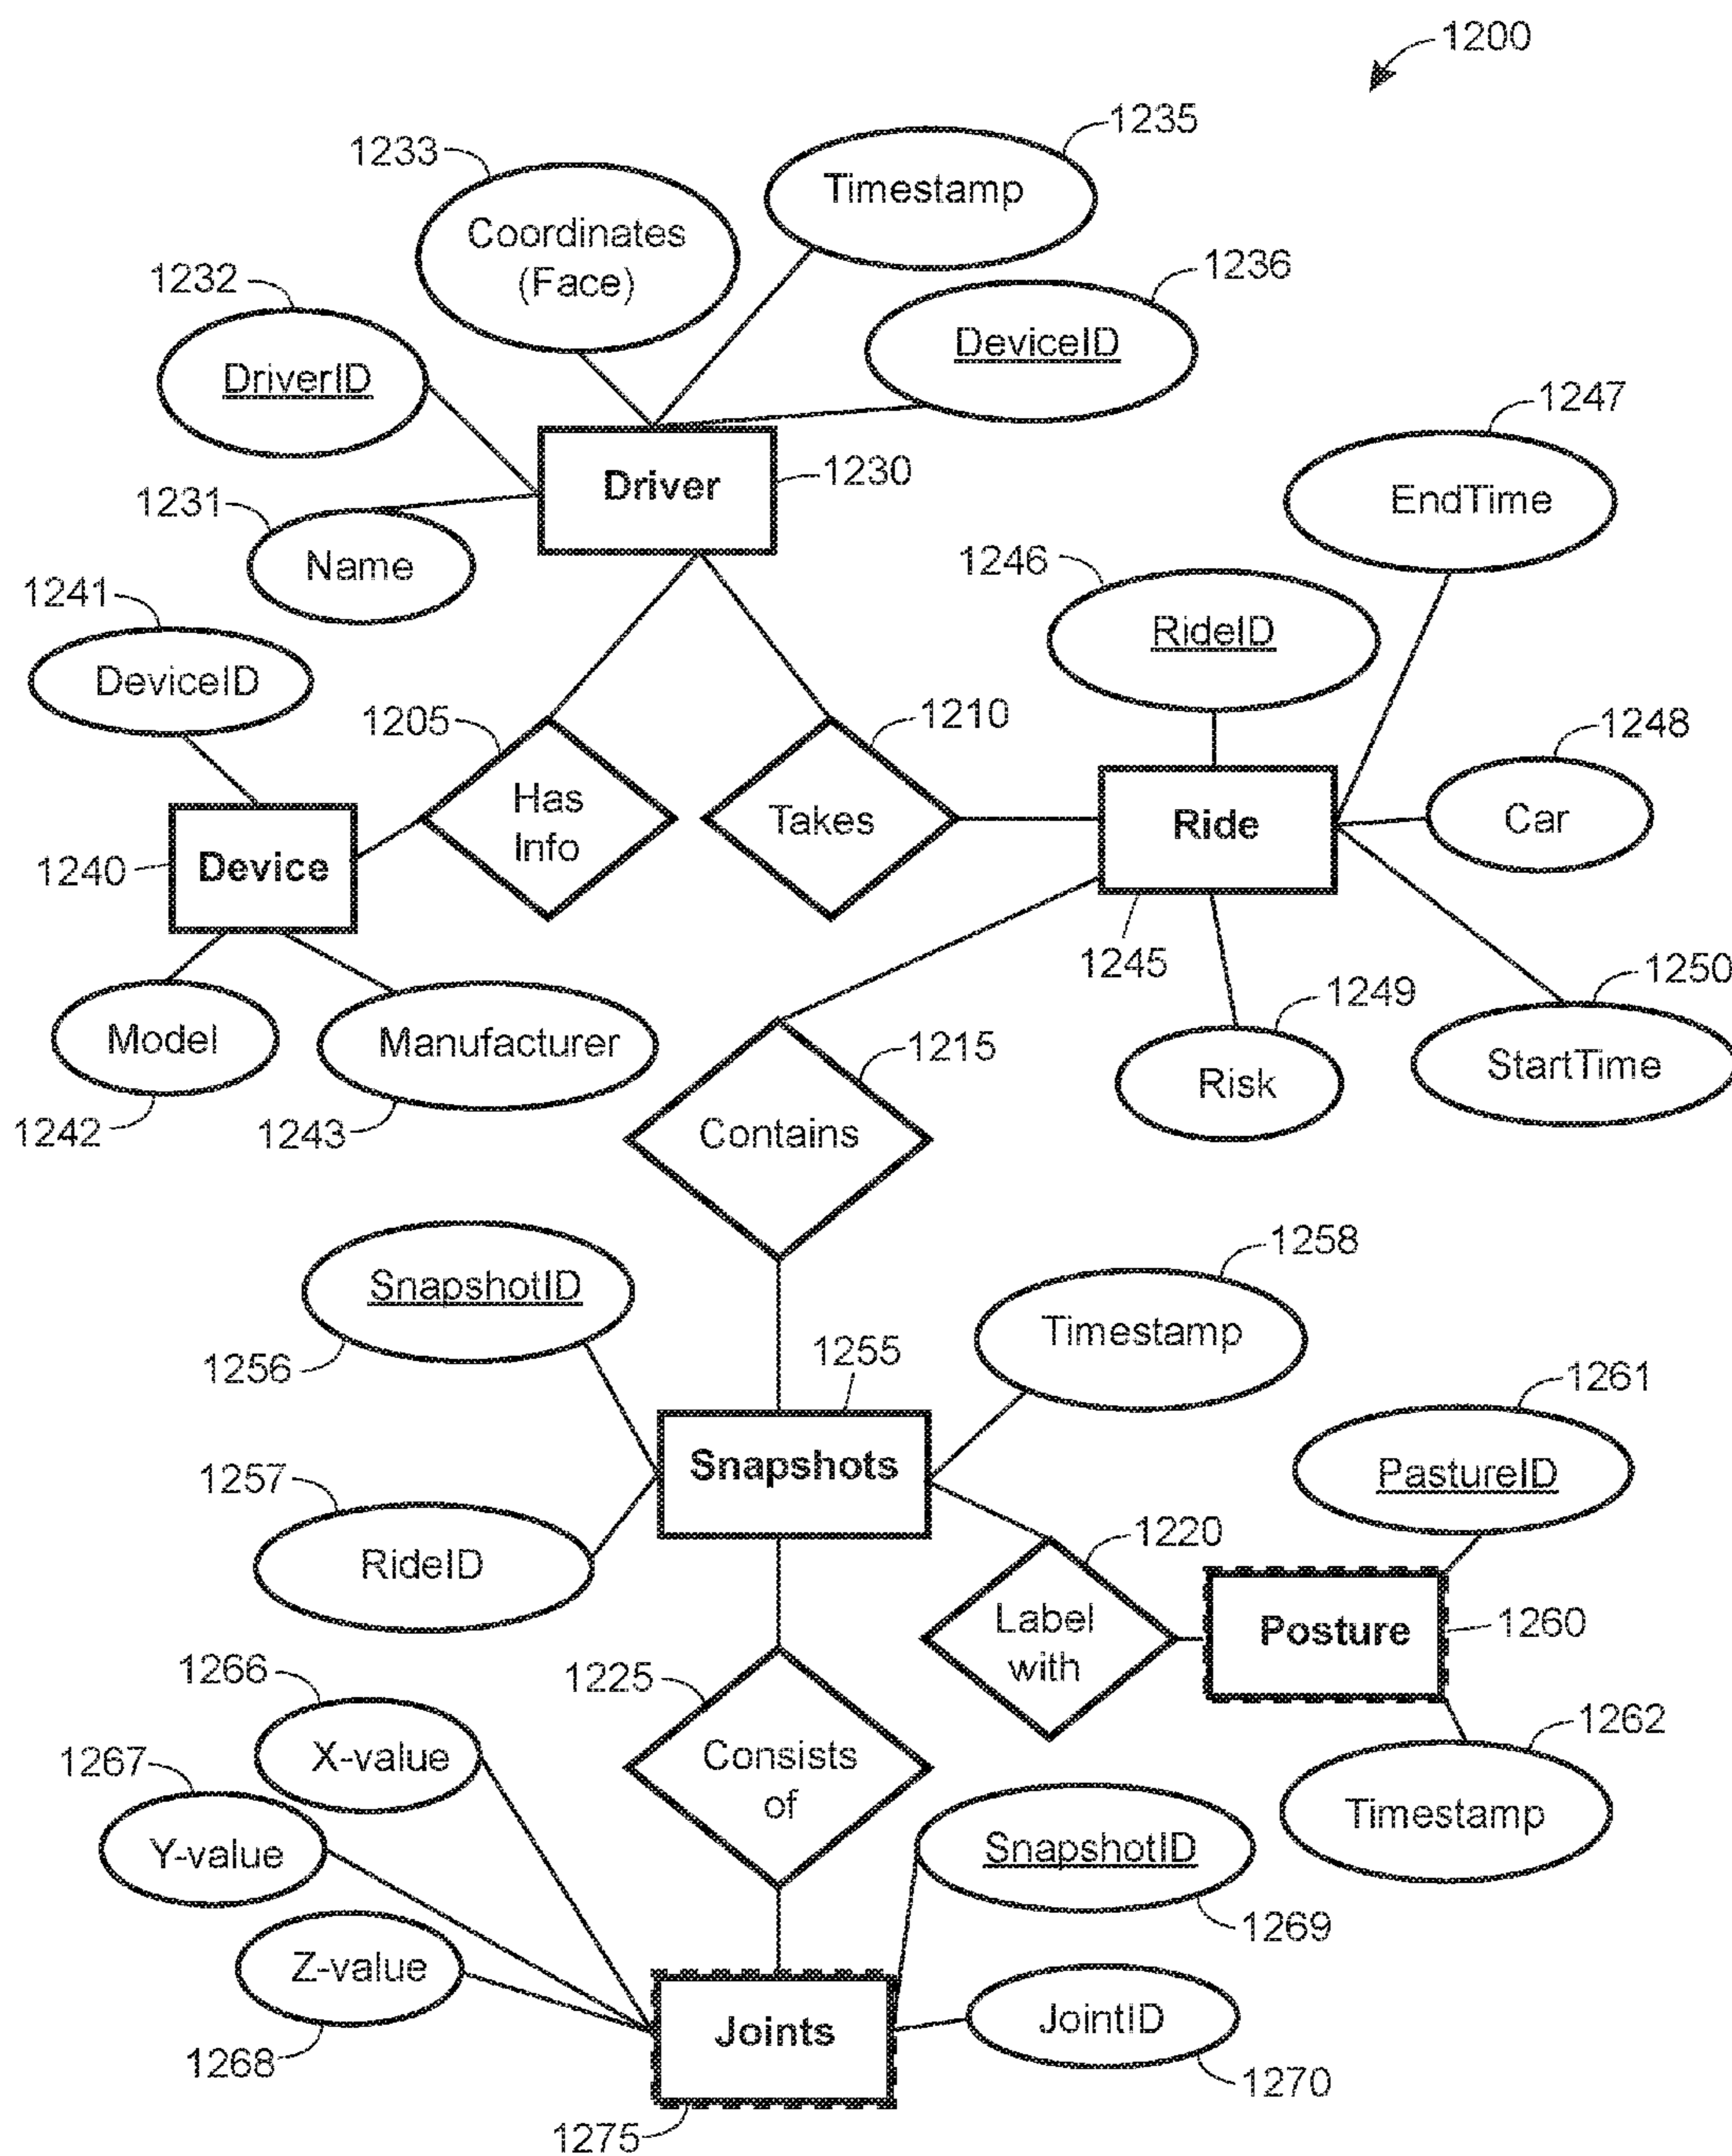 1200
1235
1233
Timestamp
Coordinates
(Face)
1236
1232
DeviceID
DriverID
1247
Driver
1230
EndTime
1231
Name
1246
1241
RideID
DeviceID
1205
1210
1248
Has
Info
Takes
Ride
Car
1240
Device
1245
1250
1249
Model
Manufacturer
1215
StartTime
Risk
1242
1243
Contains
1258
SnapshotID
Timestamp
1256
1255
1261
Snapshots
PastureID
1257
1220
RideID
Label
with
Posture
1260
1266
1225
1262
X-value
1267
Consists
of
Timestamp
Y-value
SnapshotID
1269
Z-value
Joints
JointID
1268
1270
1275